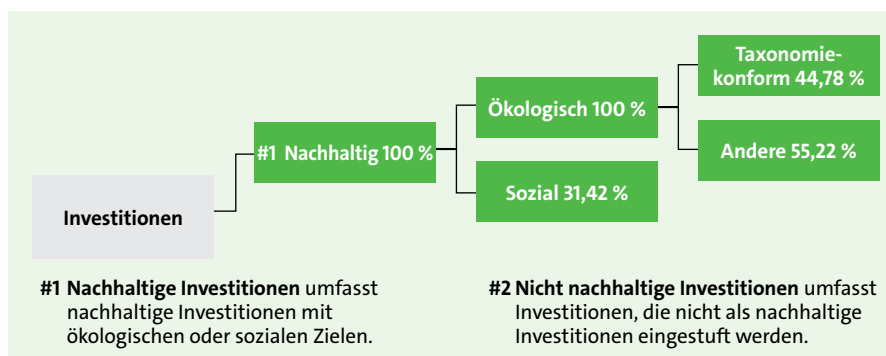 Taxonomie-
konform 44,78 %
Ökologisch 100 %
#1 Nachhaltig 100 %
Andere 55,22 %
Sozial 31,42 %
Investitionen
#1 Nachhaltige Investitionen umfasst
nachhaltige Investitionen mit
ökologischen oder sozialen Zielen.
#2 Nicht nachhaltige Investitionen umfasst
Investitionen, die nicht als nachhaltige
Investitionen eingestuft werden.